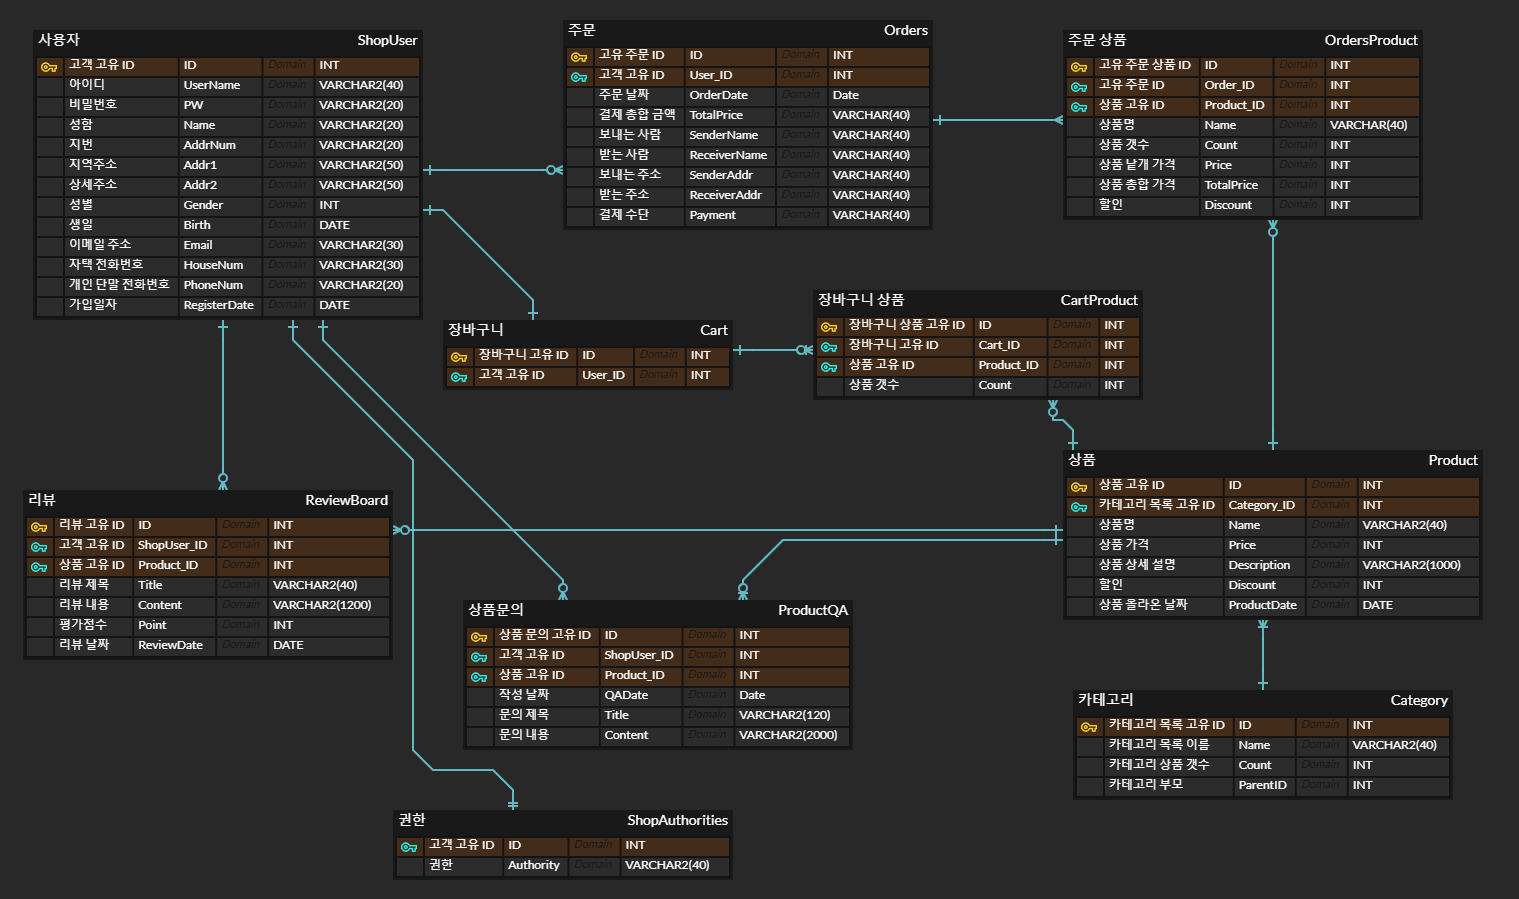 사용자 ShopUser
고객 고유 ID ID Domain INT
아이디 UserName Domain VARCHAR2(40)
비밀번호 PW Domain VARCHAR2(20)
성함 Name Domain VARCHAR2(20)
지번 AddrNum Domain VARCHAR2(20)
지역주소 Addr1 Domain VARCHAR2(50)
상세주소 Addr2 Domain VARCHAR2(50)
성별 Gender Domain INT
생일 Birth Domain DATE
이메일 주소 Email Domain VARCHAR2(30)
자택 전화번호 HouseNum Domain VARCHAR2(30)
개인 단말 전화번호 PhoneNum Domain VARCHAR2(20)
가입일자 RegisterDate Domain DATE
주문 Orders
고유 주문 ID ID Domain INT
고객 고유 ID User_ID Domain INT
주문 날짜 OrderDate Domain Date
결제 총합 금액 TotalPrice Domain VARCHAR(40)
보내는 사람 SenderName Domain VARCHAR(40)
받는 사람 ReceiverName Domain VARCHAR(40)
보내는 주소 SenderAddr Domain VARCHAR(40)
받는 주소 ReceiverAddr Domain VARCHAR(40)
결제 수단 Payment Domain VARCHAR(40)
주문 상품 OrdersProduct
고유 주문 상품 ID ID Domain INT
고유 주문 ID Order_ID Domain INT
상품 고유 ID Product_ID Domain INT
상품명 Name Domain VARCHAR(40)
상품 갯수 Count Domain INT
상품 낱개 가격 Price Domain INT
상품 총합 가격 TotalPrice Domain INT
할인 Discount Domain INT
장바구니 Cart
장바구니 고유 ID ID Domain INT
고객 고유 ID User_ID Domain INT
장바구니 상품 CartProduct
장바구니 상품 고유 ID ID Domain INT
장바구니 고유 ID Cart_ID Domain INT
상품 고유 ID Product_ID Domain INT
상품 갯수 Count Domain INT
상품 Product
상품 고유 ID ID Domain INT
카테고리 목록 고유 ID Category_ID Domain INT
상품명 Name Domain VARCHAR2(40)
상품 가격 Price Domain INT
상품 상세 설명 Description Domain VARCHAR2(1000)
할인 Discount Domain INT
상품 올라온 날짜 ProductDate Domain DATE
리뷰 ReviewBoard
리뷰 고유 ID ID Domain INT
고객 고유 ID ShopUser_ID Domain INT
상품 고유 ID Product_ID Domain INT
리뷰 제목 Title Domain VARCHAR2(40)
리뷰 내용 Content Domain VARCHAR2(1200)
평가점수 Point Domain INT
리뷰 날짜 ReviewDate Domain DATE
상품문의 ProductQA
상품 문의 고유 ID ID Domain INT
고객 고유 ID ShopUser_ID Domain INT
상품 고유 ID Product_ID Domain INT
작성 날짜 QADate Domain Date
문의 제목 Title Domain VARCHAR2(120)
문의 내용 Content Domain VARCHAR2(2000)
카테고리 Category
카테고리 목록 고유 ID ID Domain INT
카테고리 목록 이름 Name Domain VARCHAR2(40)
카테고리 상품 갯수 Count Domain INT
카테고리 부모 ParentID Domain INT
권한 ShopAuthorities
고객 고유 ID ID Domain INT
권한 Authority Domain VARCHAR2(40)